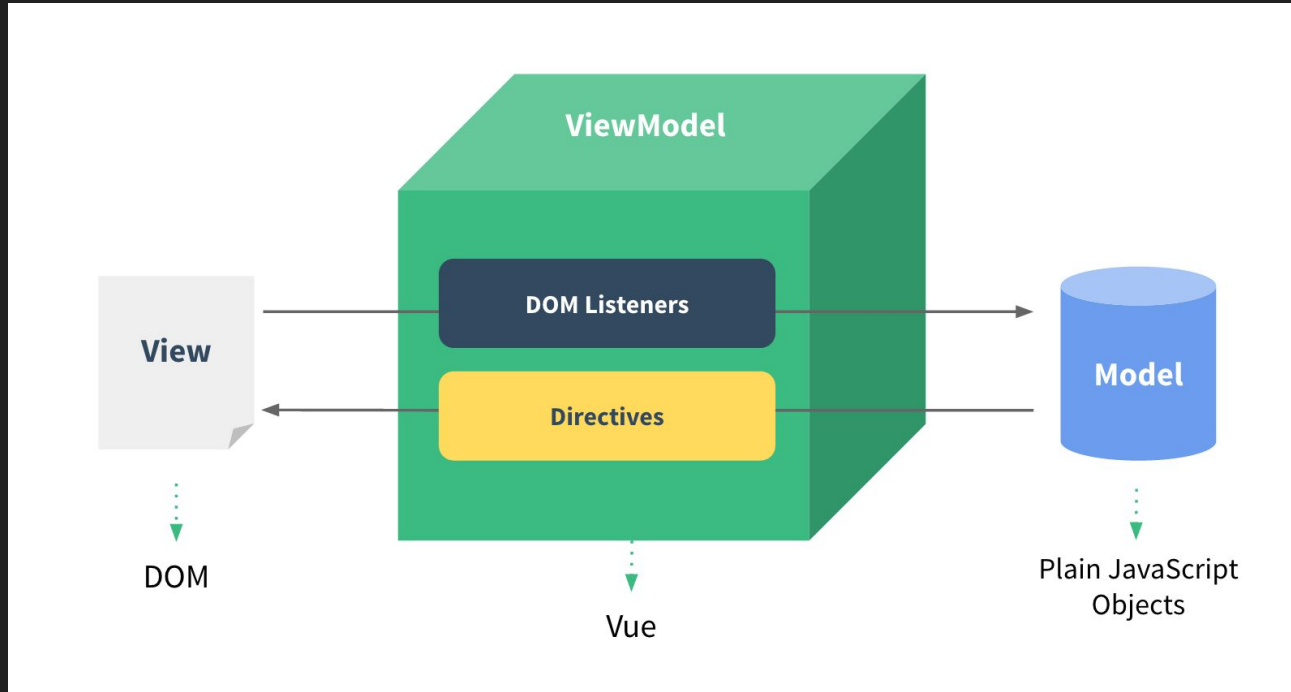 ViewModel
DOM Listeners
View
Directives
Model
DOM
Vue
Plain JavaScript
Objects